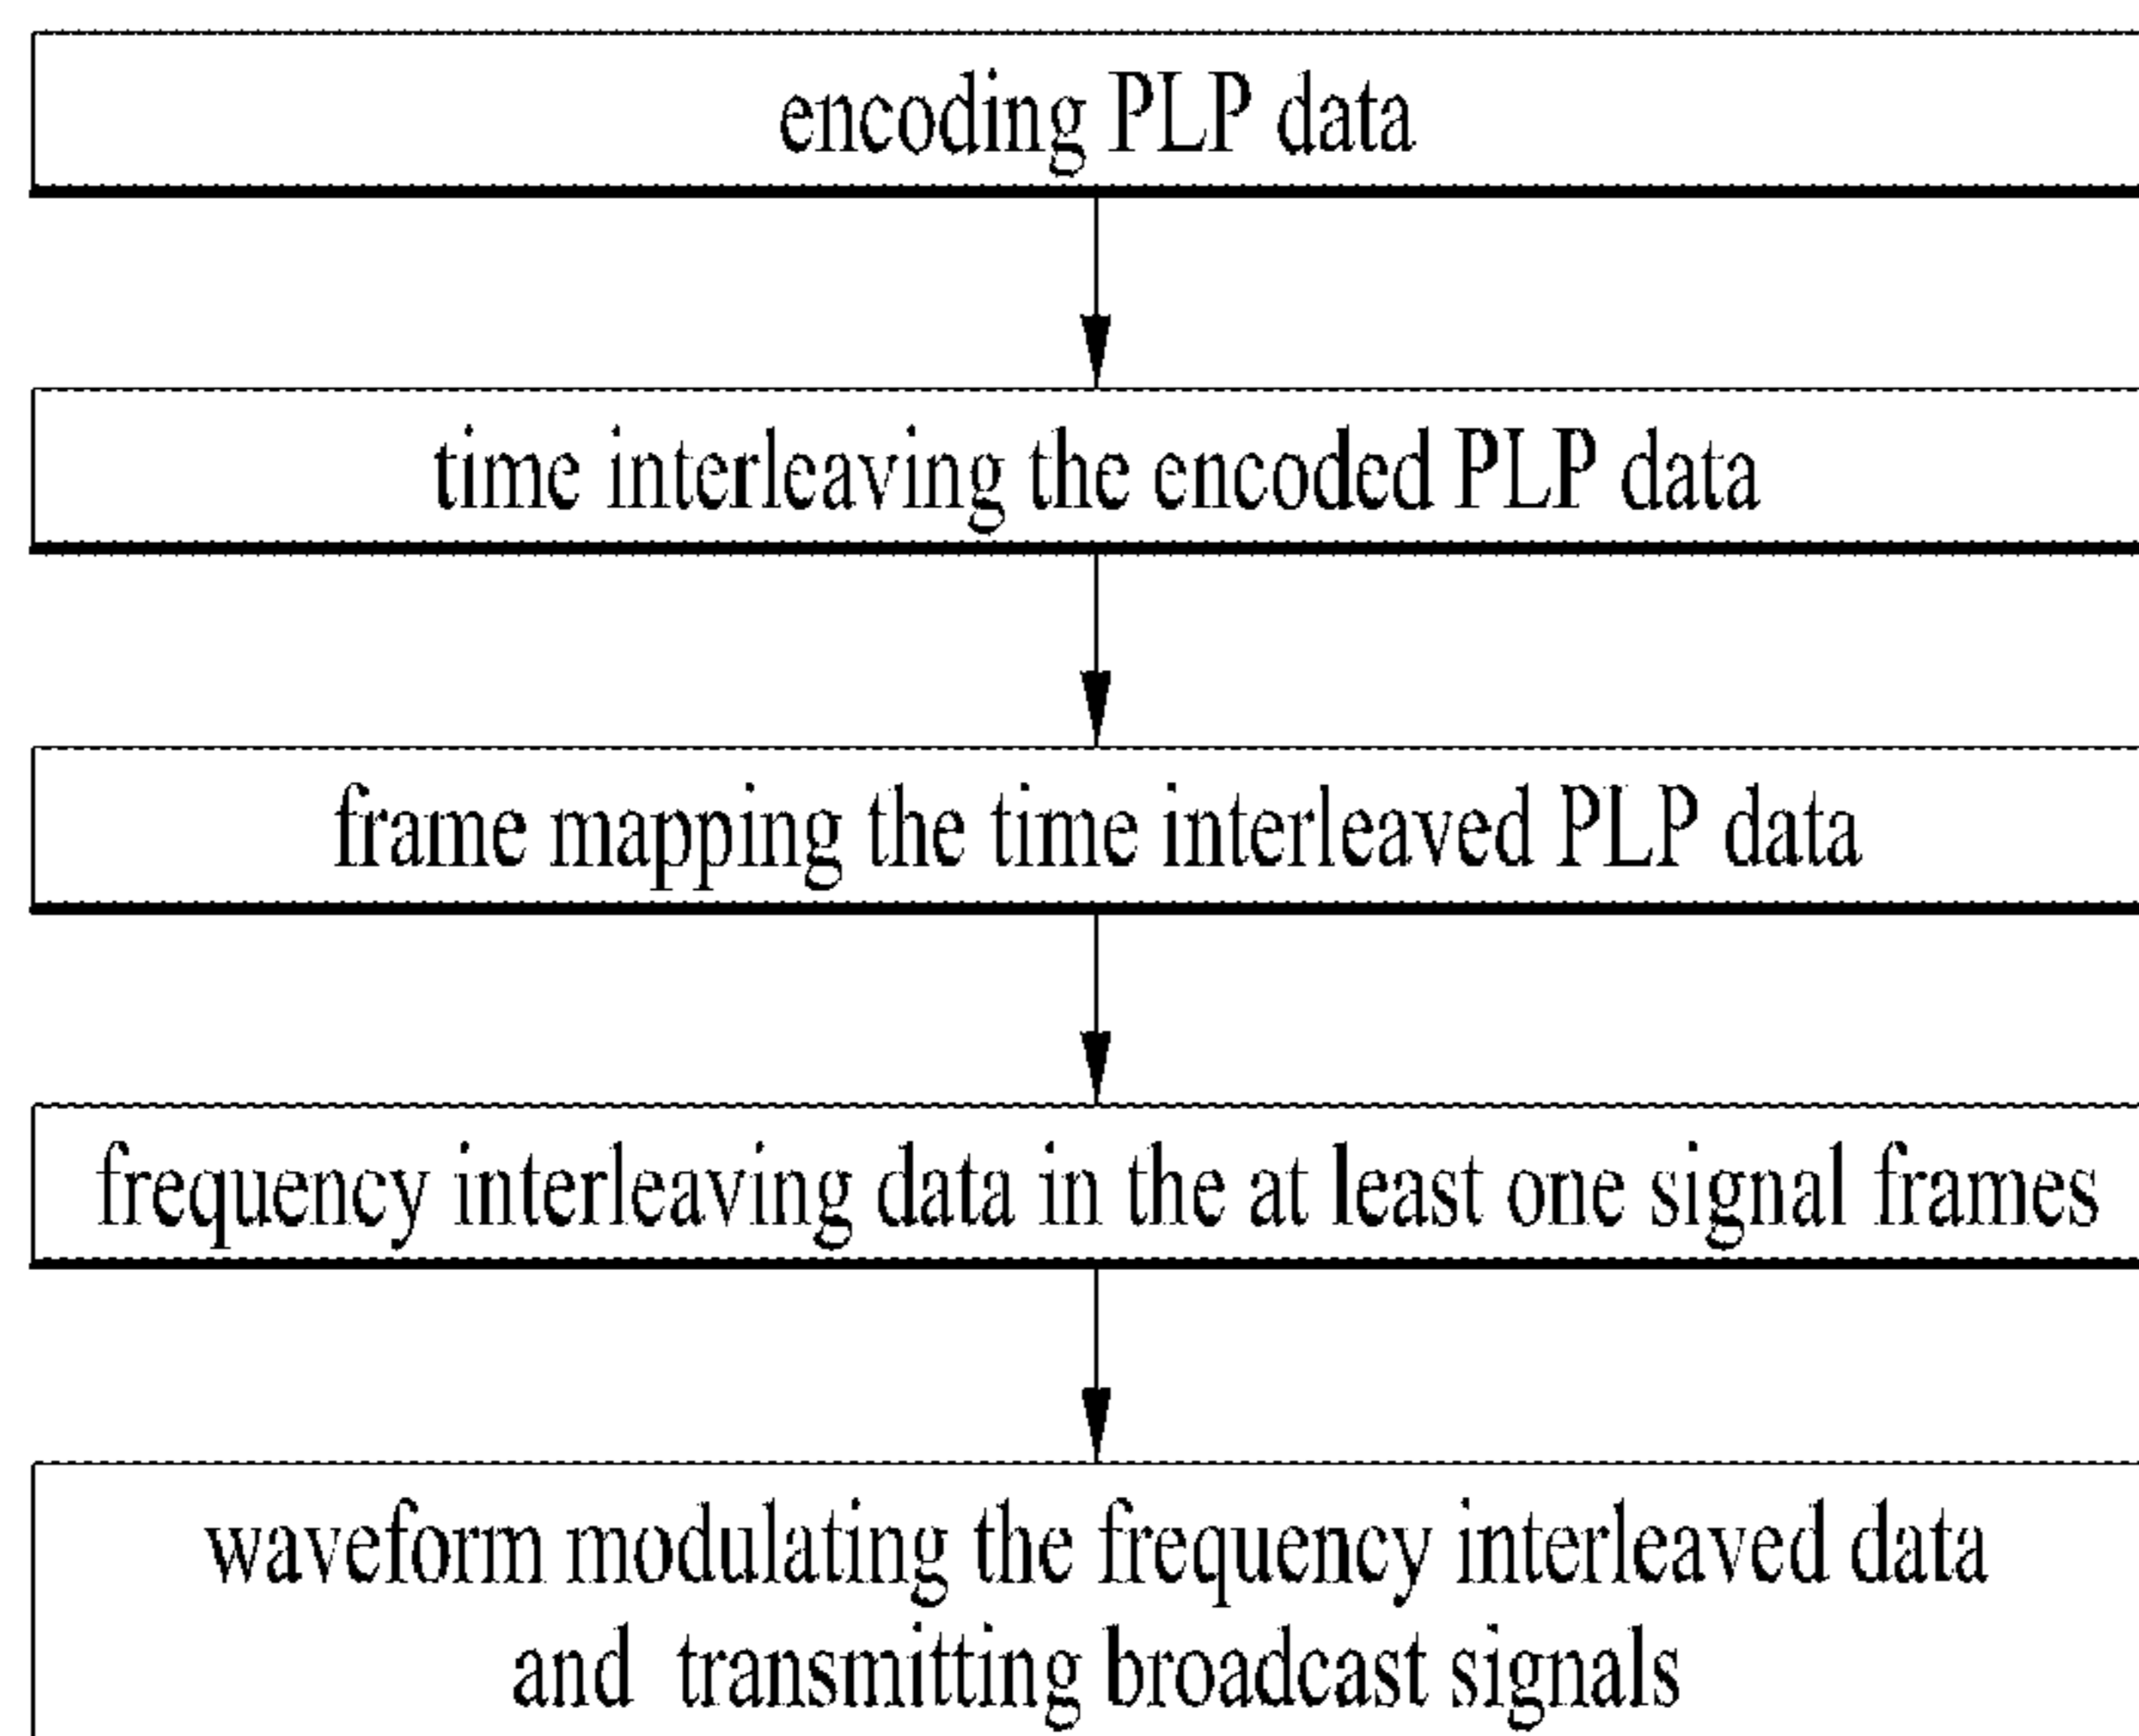 encoding PLP data
time interleaving the encoded PLP data
frame mapping the time interleaved PLP data
frequency interleaving data in the at least one signal frames
waveform modulating the frequency interleaved data
and transmitting broadcast signals